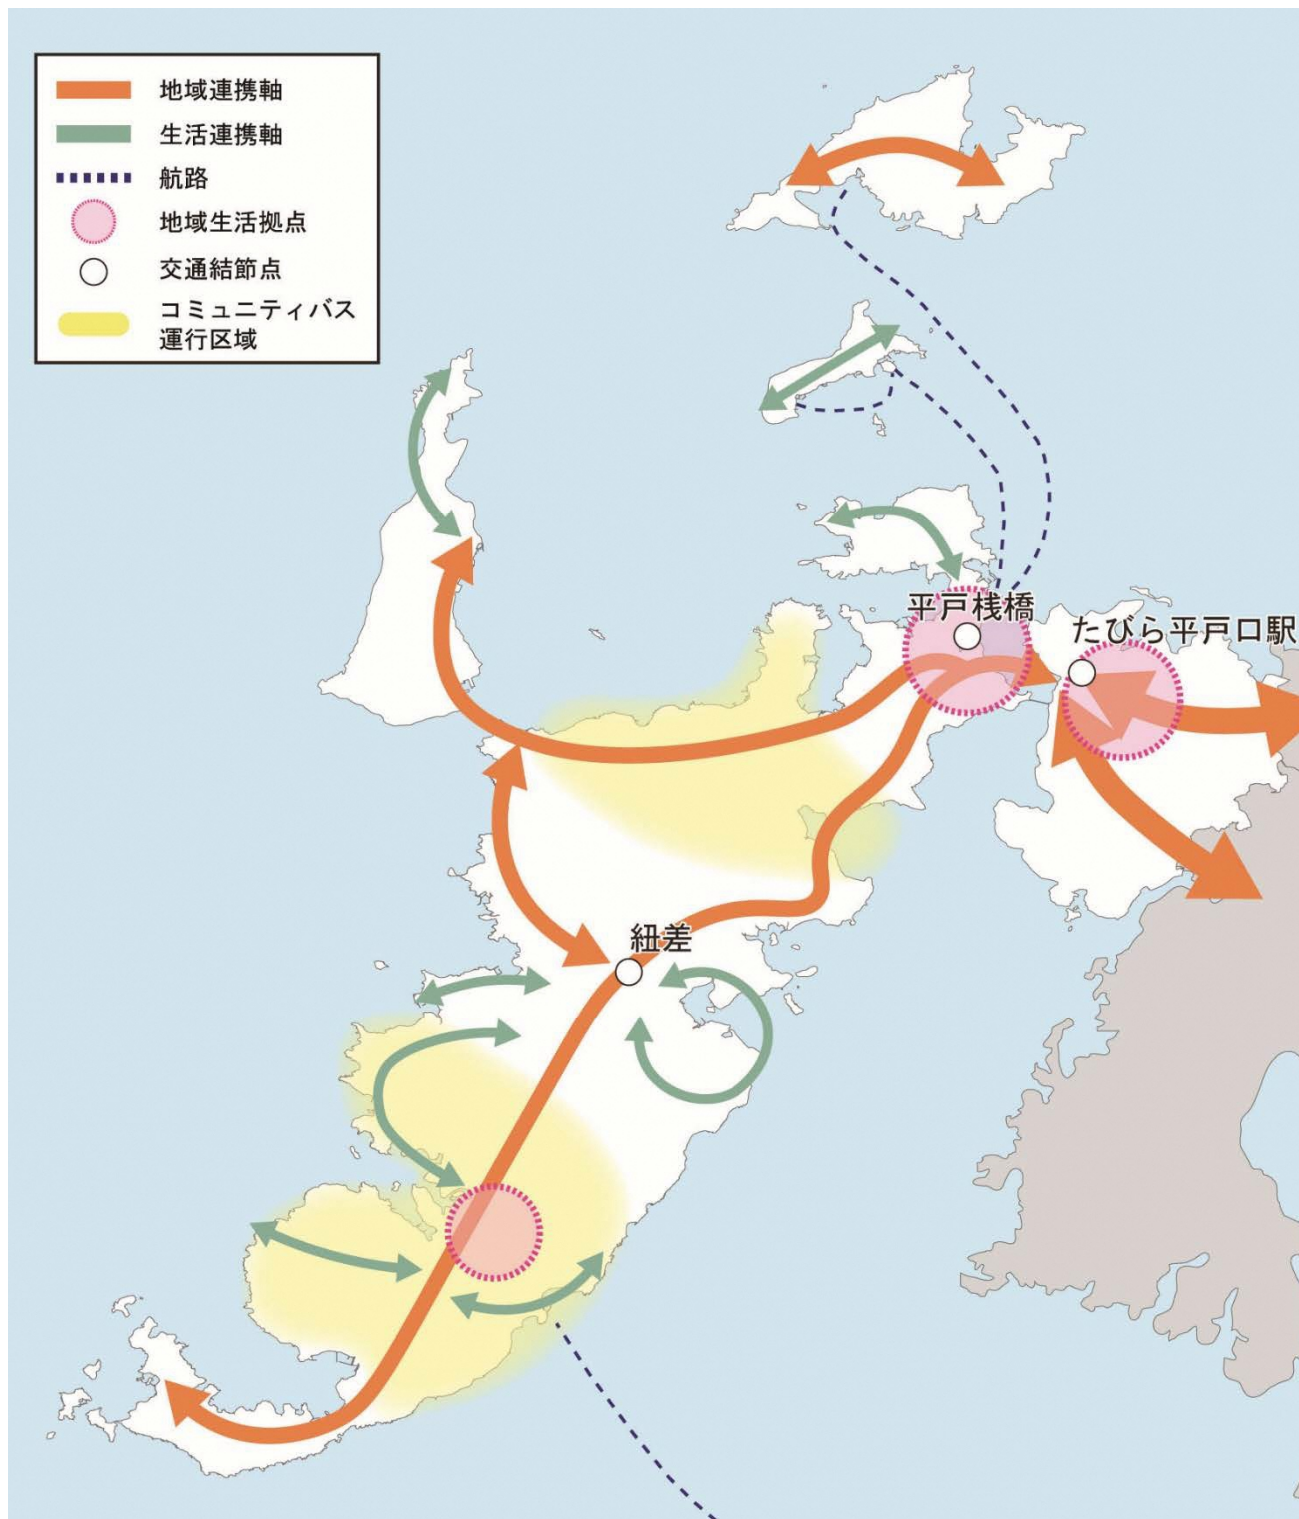 地域連携軸
生活連携軸
航路
地域生活拠点
交通結節点
コミュニティバス
運行区域
平戸桟橋
たびら平戸口駅
紐差